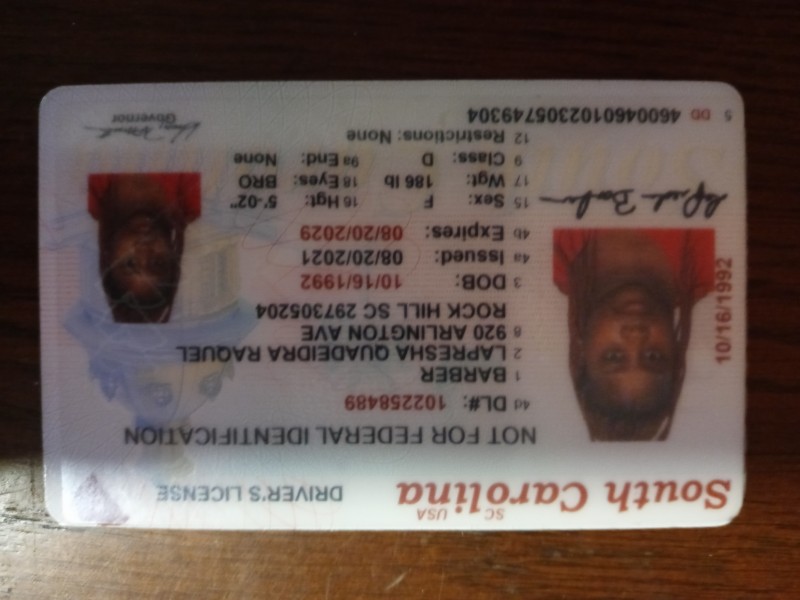 South Carolina
SC USA
DRIVER'S LICENSE
NOT FOR FEDERAL IDENTIFICATION
4d DL#: 102258489
1 BARBER
2 LAPRESHA QUADEIDRA RAQUEL
8 920 ARLINGTON AVE
ROCK HILL SC 297305204
3 DOB: 10/16/1992
4a Issued: 08/20/2021
4b Expires: 08/20/2029
15 Sex: F 16 Hgt: 5'-02"
17 Wgt: 186 lb 18 Eyes: BRO
9 Class: D 9a End: None
12 Restrictions: None
5 DD 4600460102305749304
10/16/1992
Governor